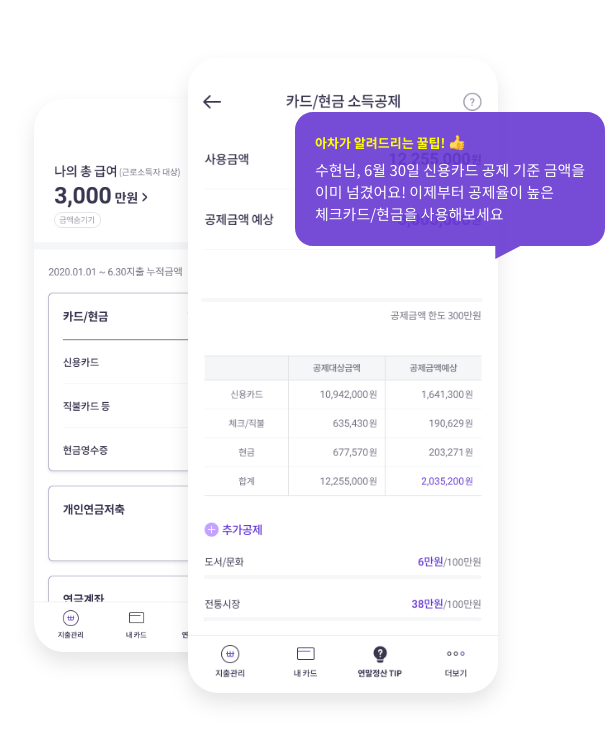 나의 총 급여 (근로소득자 대상)
3,000 만원
금액숨기기
2020.01.01 ~ 6.30지출 누적금액
카드/현금
신용카드
직불카드 등
현금영수증
개인연금저축
연금계좌
지출관리
내 카드
카드/현금 소득공제
?
아차가 알려드리는 꿀팁! 👍
수현님, 6월 30일 신용카드 공제 기준 금액을
이미 넘겼어요! 이제부터 공제율이 높은
체크카드/현금을 사용해보세요
사용금액 12,255,000원
공제금액 예상
공제금액 한도 300만원
공제대상금액 공제금액예상
신용카드 10,942,000원 1,641,300원
체크/직불 635,430원 190,629원
현금 677,570원 203,271원
합계 12,255,000원 2,035,200원
추가공제
도서/문화 6만원/100만원
전통시장 38만원/100만원
지출관리
내 카드
연말정산 TIP
더보기